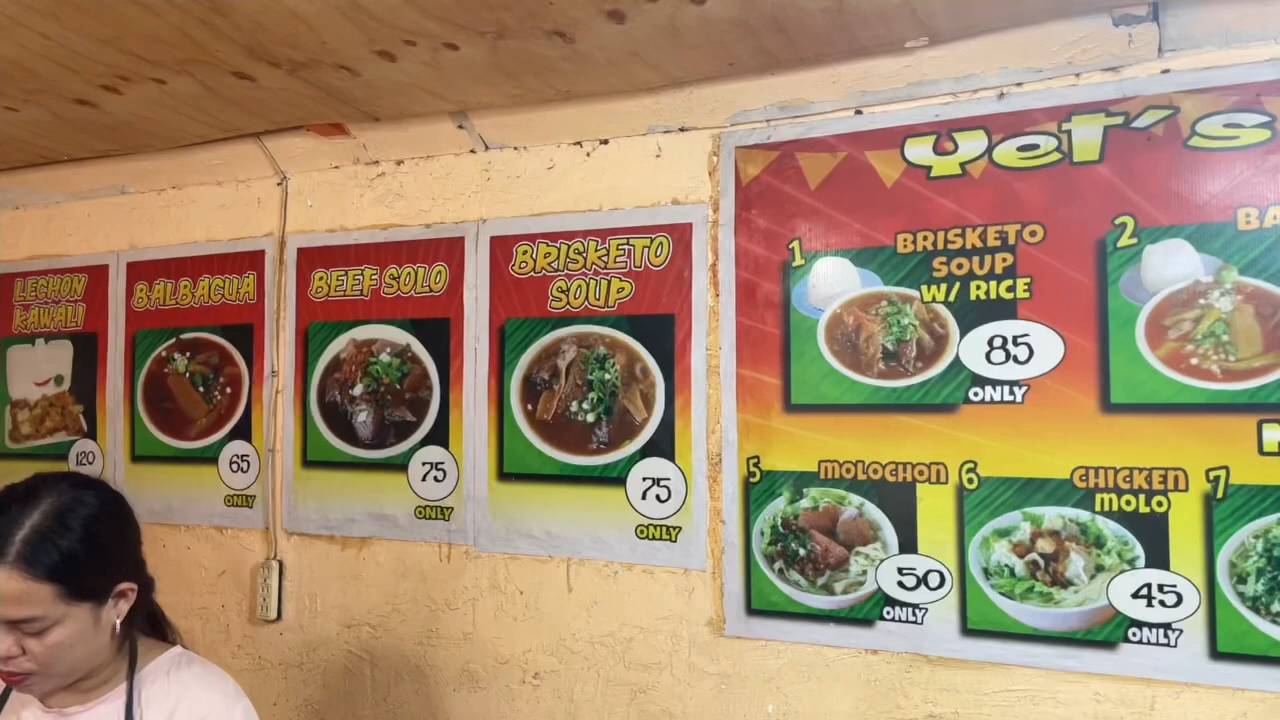 LECHON
KAWALI
120
BALBACUA
65
ONLY
BEEF SOLO
75
ONLY
BRISKETO
SOUP
75
ONLY
Yet's
1
BRISKETO
SOUP
W/ RICE
85
ONLY
2
BA
5
MOLOCHON
50
ONLY
6
CHICKEN
MOLO
45
ONLY
7